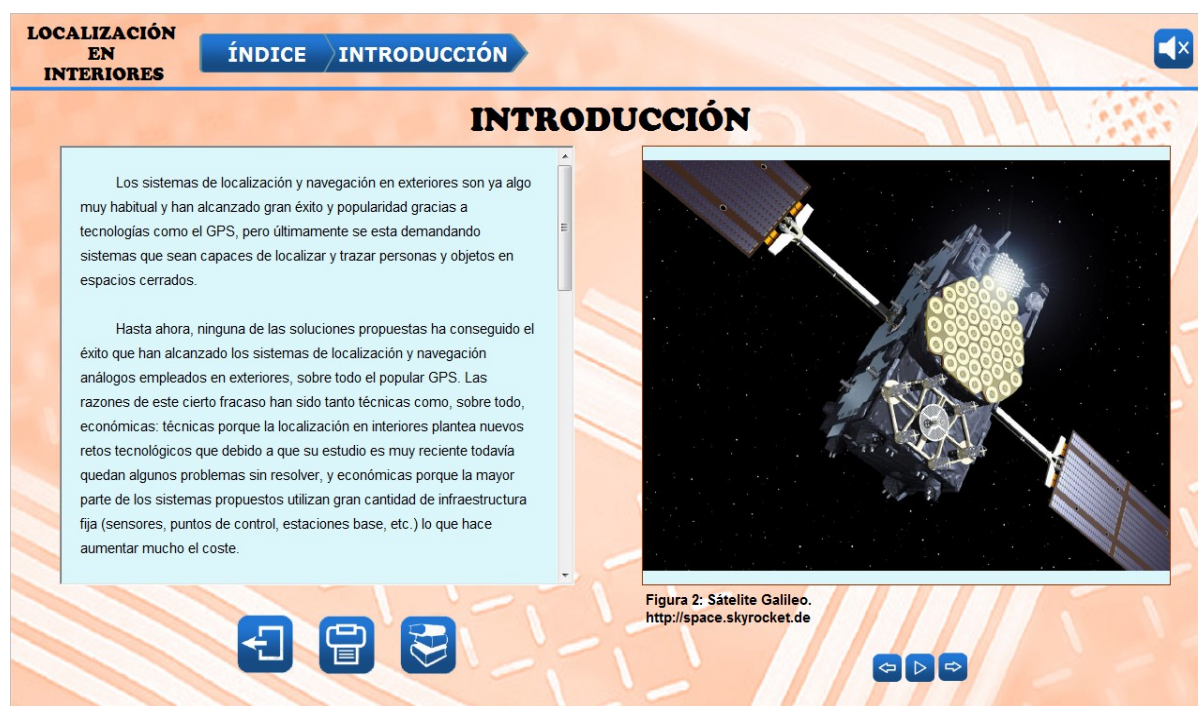 LOCALIZACIÓN
EN
INTERIORES
ÍNDICE INTRODUCCIÓN
INTRODUCCIÓN
Los sistemas de localización y navegación en exteriores son ya algo
muy habitual y han alcanzado gran éxito y popularidad gracias a
tecnologías como el GPS, pero últimamente se esta demandando
sistemas que sean capaces de localizar y trazar personas y objetos en
espacios cerrados.
Hasta ahora, ninguna de las soluciones propuestas ha conseguido el
éxito que han alcanzado los sistemas de localización y navegación
análogos empleados en exteriores, sobre todo el popular GPS. Las
razones de este cierto fracaso han sido tanto técnicas como, sobre todo,
económicas: técnicas porque la localización en interiores plantea nuevos
retos tecnológicos que debido a que su estudio es muy reciente todavía
quedan algunos problemas sin resolver, y económicas porque la mayor
parte de los sistemas propuestos utilizan gran cantidad de infraestructura
fija (sensores, puntos de control, estaciones base, etc.) lo que hace
aumentar mucho el coste.
Figura 2: Sátelite Galileo.
http://space.skyrocket.de